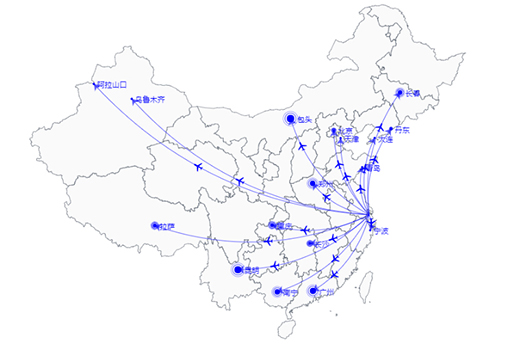 阿拉山口
乌鲁木齐
长春
包头
北京
丹东
天津
大连
青岛
郑州
拉萨
重庆
宁波
长沙
昆明
南宁
广州